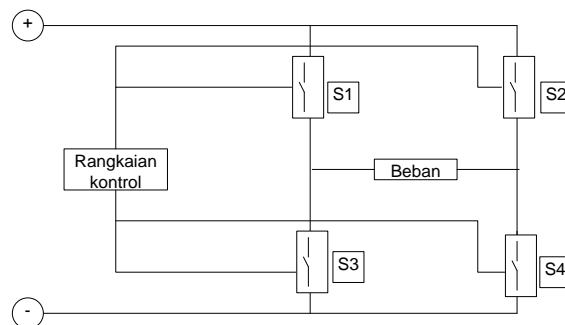 +
S1
S2
Rangkaian
kontrol
Beban
S3
S4
-